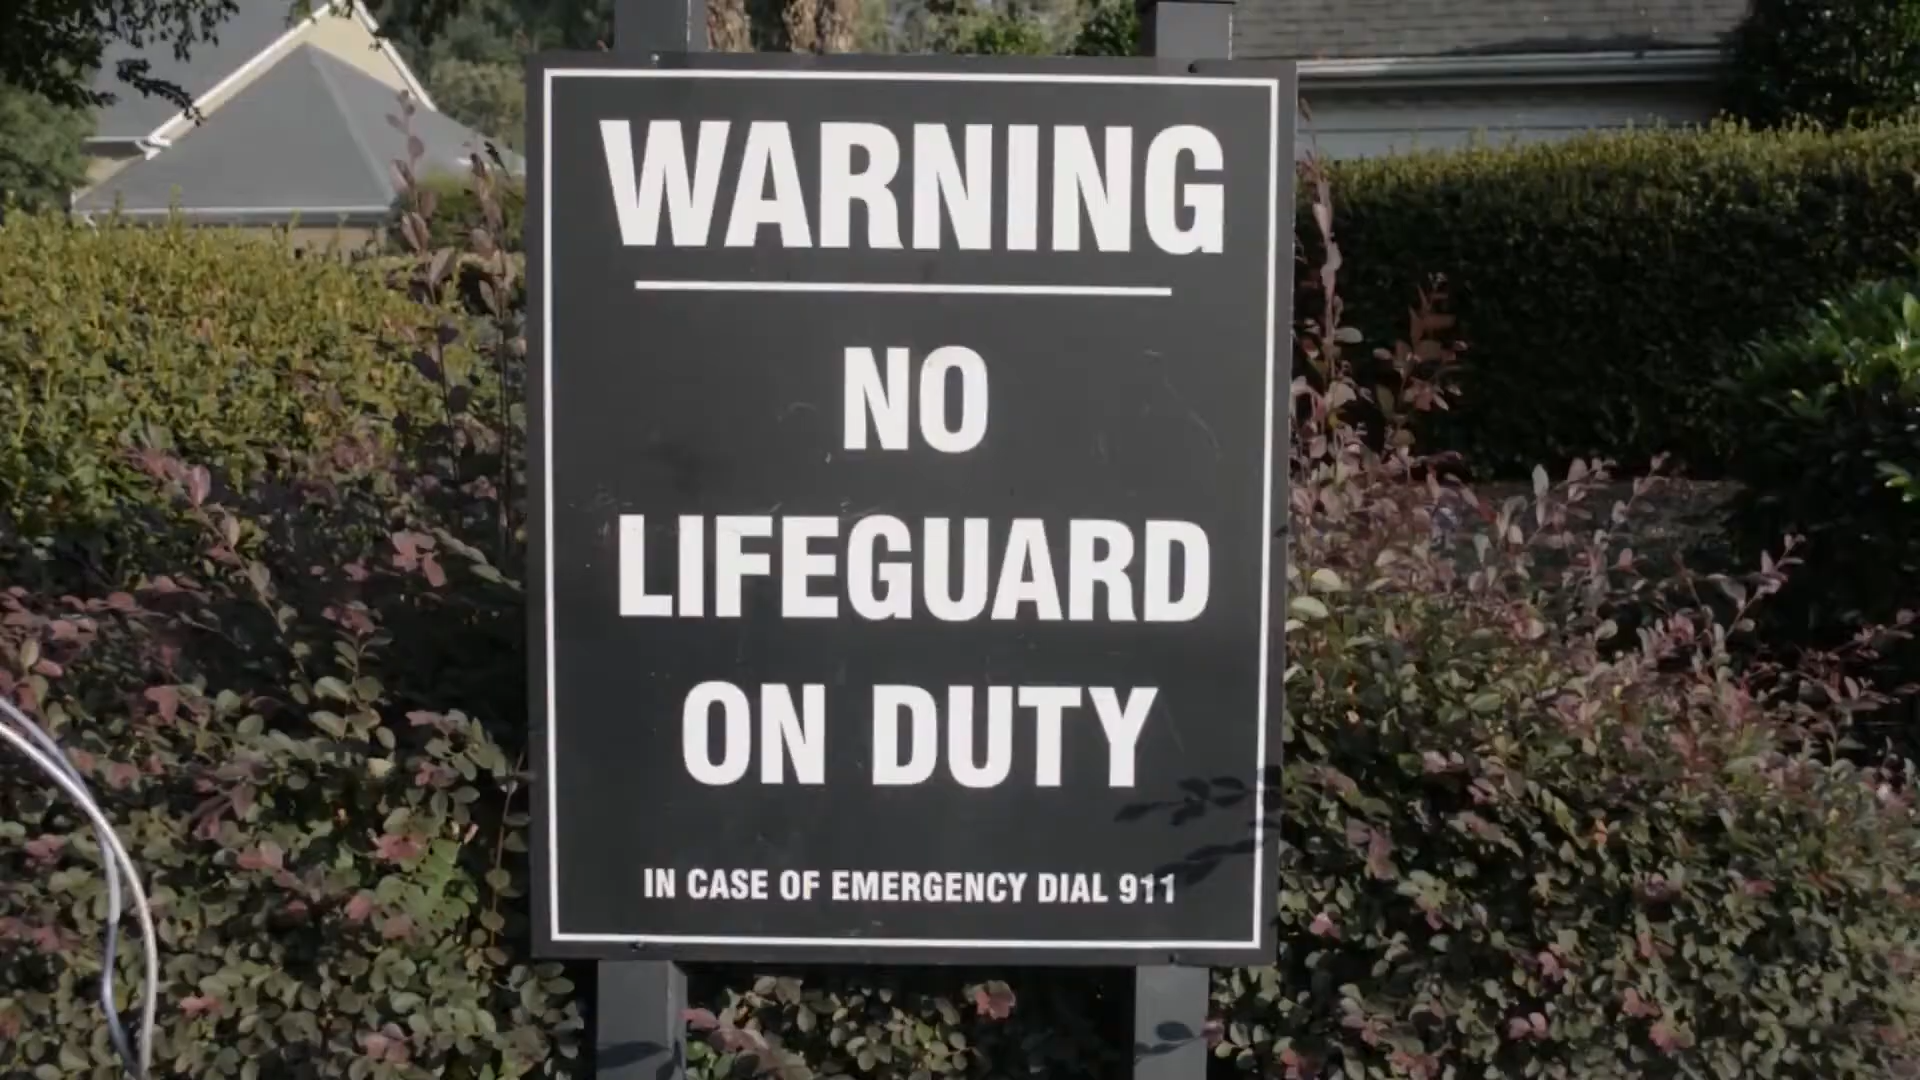 WARNING
NO
LIFEGUARD
ON DUTY
IN CASE OF EMERGENCY DIAL 911